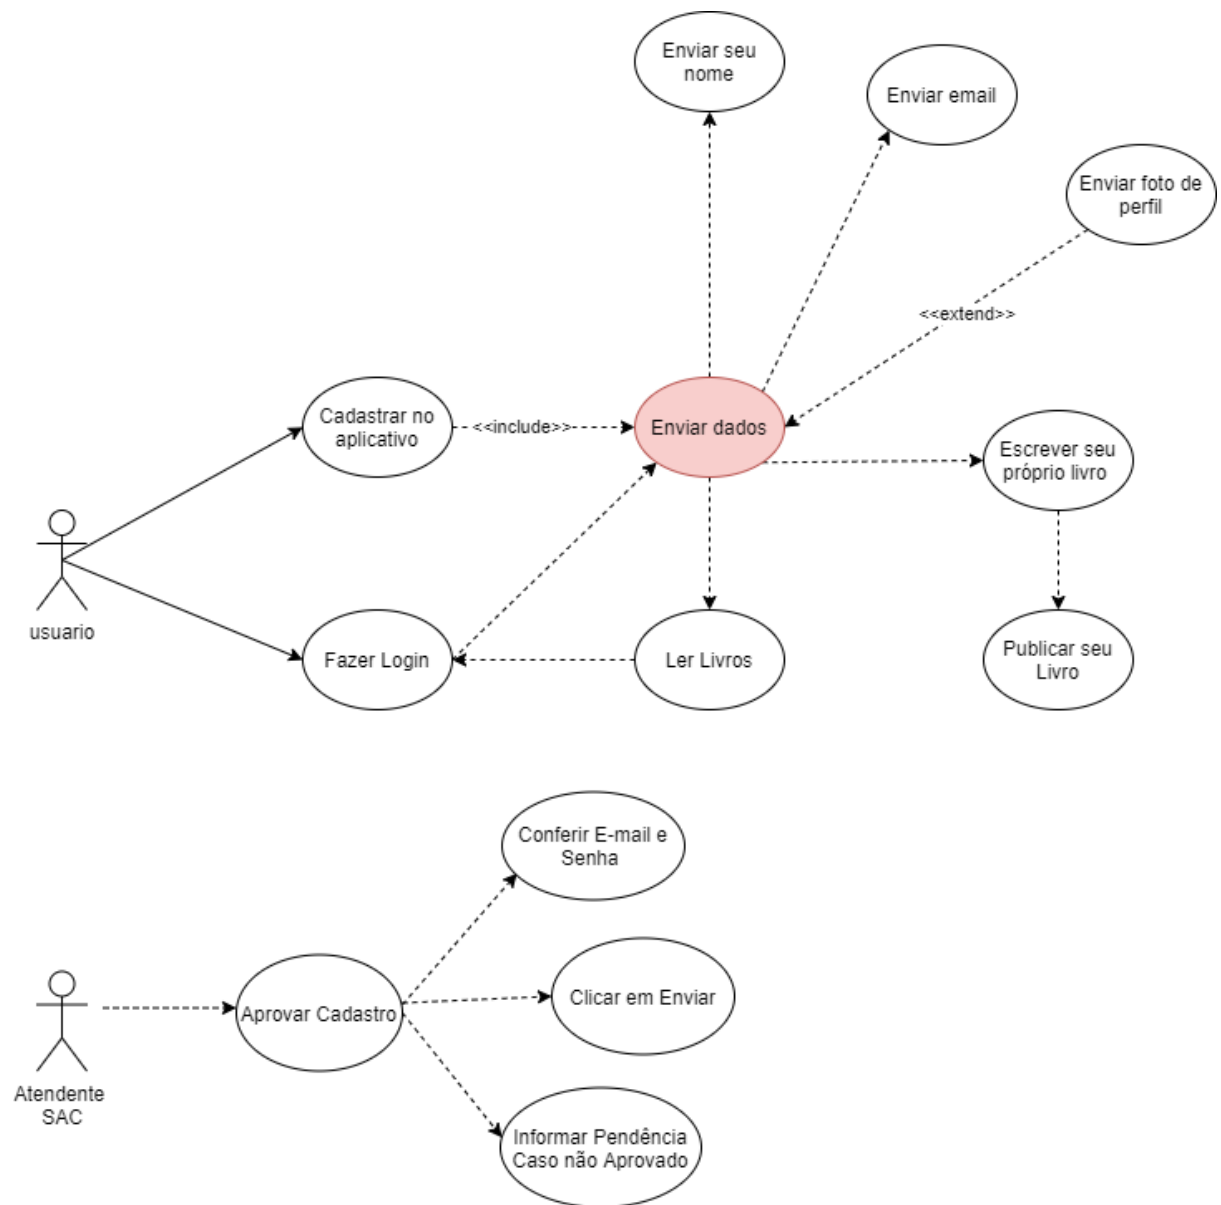 Enviar seu
nome
Enviar email
Enviar foto de
perfil
<<extend>>
Cadastrar no
aplicativo
<<include>>
Enviar dados
Escrever seu
próprio livro
usuario
Fazer Login
Ler Livros
Publicar seu
Livro
Conferir E-mail e
Senha
Clicar em Enviar
Aprovar Cadastro
Atendente
SAC
Informar Pendência
Caso não Aprovado